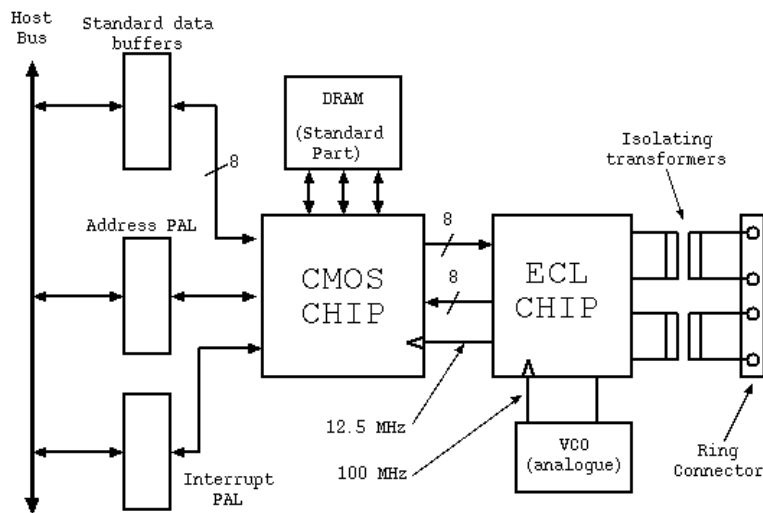 Host
Bus
Standard data
buffers
8
DRAM
(Standard
Part)
Isolating
transformers
Address PAL
8
8
CMOS
CHIP
ECL
CHIP
12.5 MHz
100 MHz
VCO
(analogue)
Ring
Connector
Interrupt
PAL